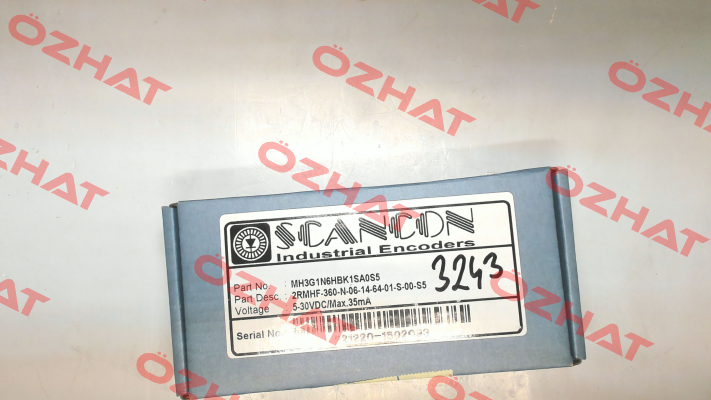 SCANCON
Industrial Encoders
Part No. : MH3G1N6HBK1SA0S5
Part Desc : 2RMHF-360-N-06-14-64-01-S-00-S5
Voltage : 5-30VDC/Max.35mA
3243
Serial No.
ÖZHAT
ÖZHAT
ÖZHAT
ÖZHAT
ÖZHAT
ÖZHAT
ÖZHAT
ÖZHAT
ÖZHAT